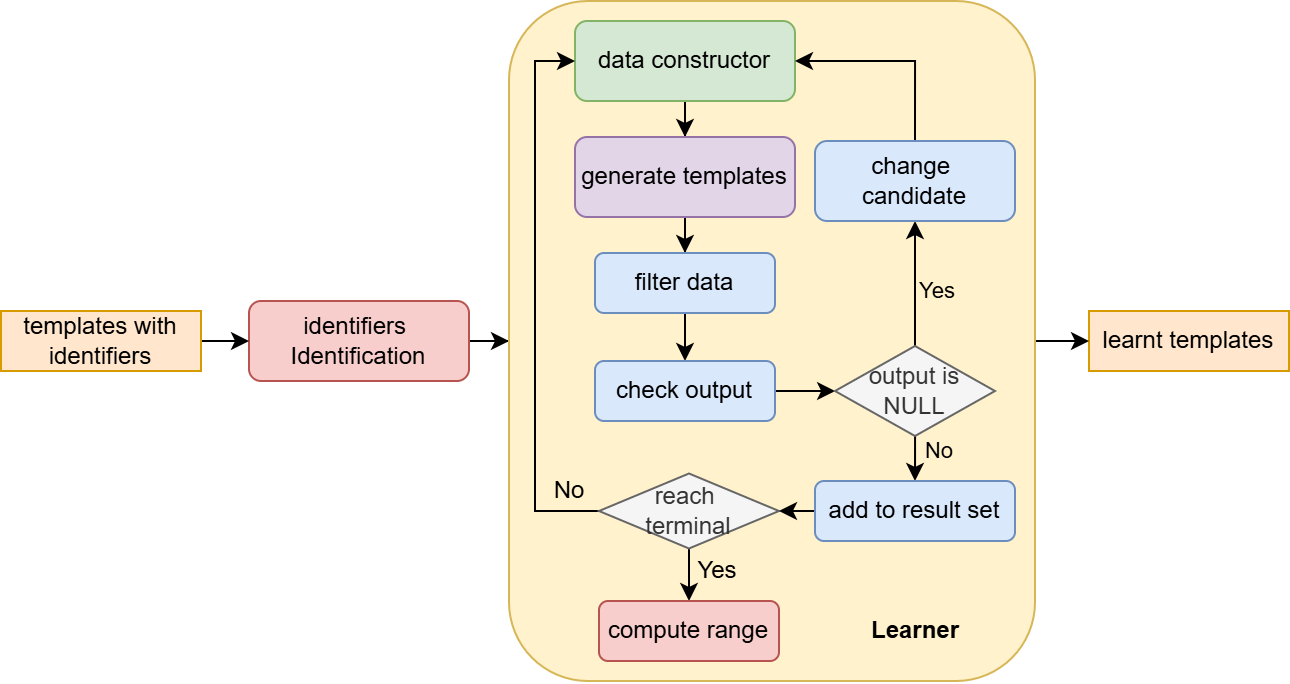 templates with
identifiers
identifiers
Identification
data constructor
generate templates
filter data
check output
output is
NULL
Yes
change
candidate
No
add to result set
reach
terminal
No
Yes
compute range
Learner
learnt templates